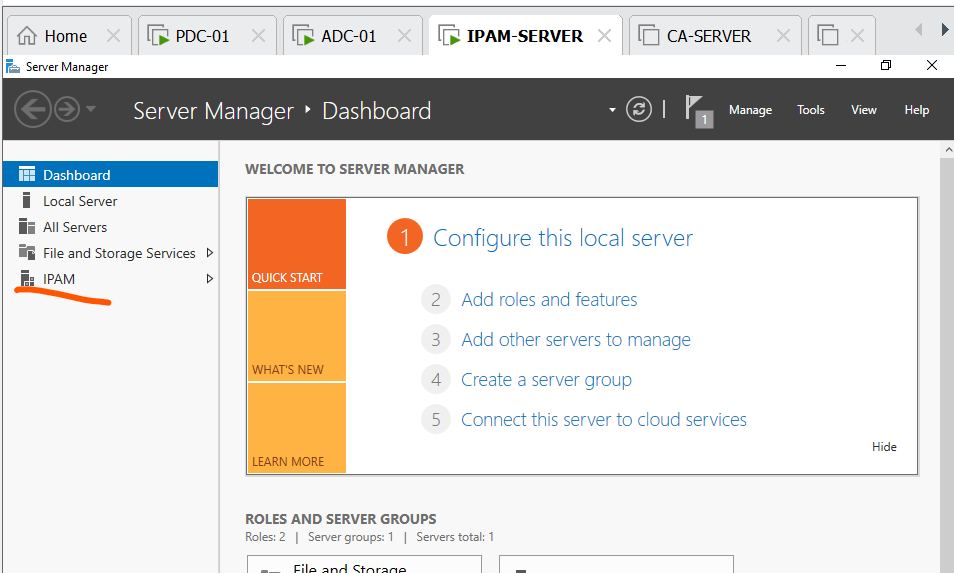 Home PDC-01 ADC-01 IPAM-SERVER CA-SERVER
Server Manager
Server Manager Dashboard 1 Manage Tools View Help
Dashboard
Local Server
All Servers
File and Storage Services
IPAM
WELCOME TO SERVER MANAGER
QUICK START
WHAT'S NEW
LEARN MORE
1 Configure this local server
2 Add roles and features
3 Add other servers to manage
4 Create a server group
5 Connect this server to cloud services
Hide
ROLES AND SERVER GROUPS
Roles: 2 | Server groups: 1 | Servers total: 1
File and Storage